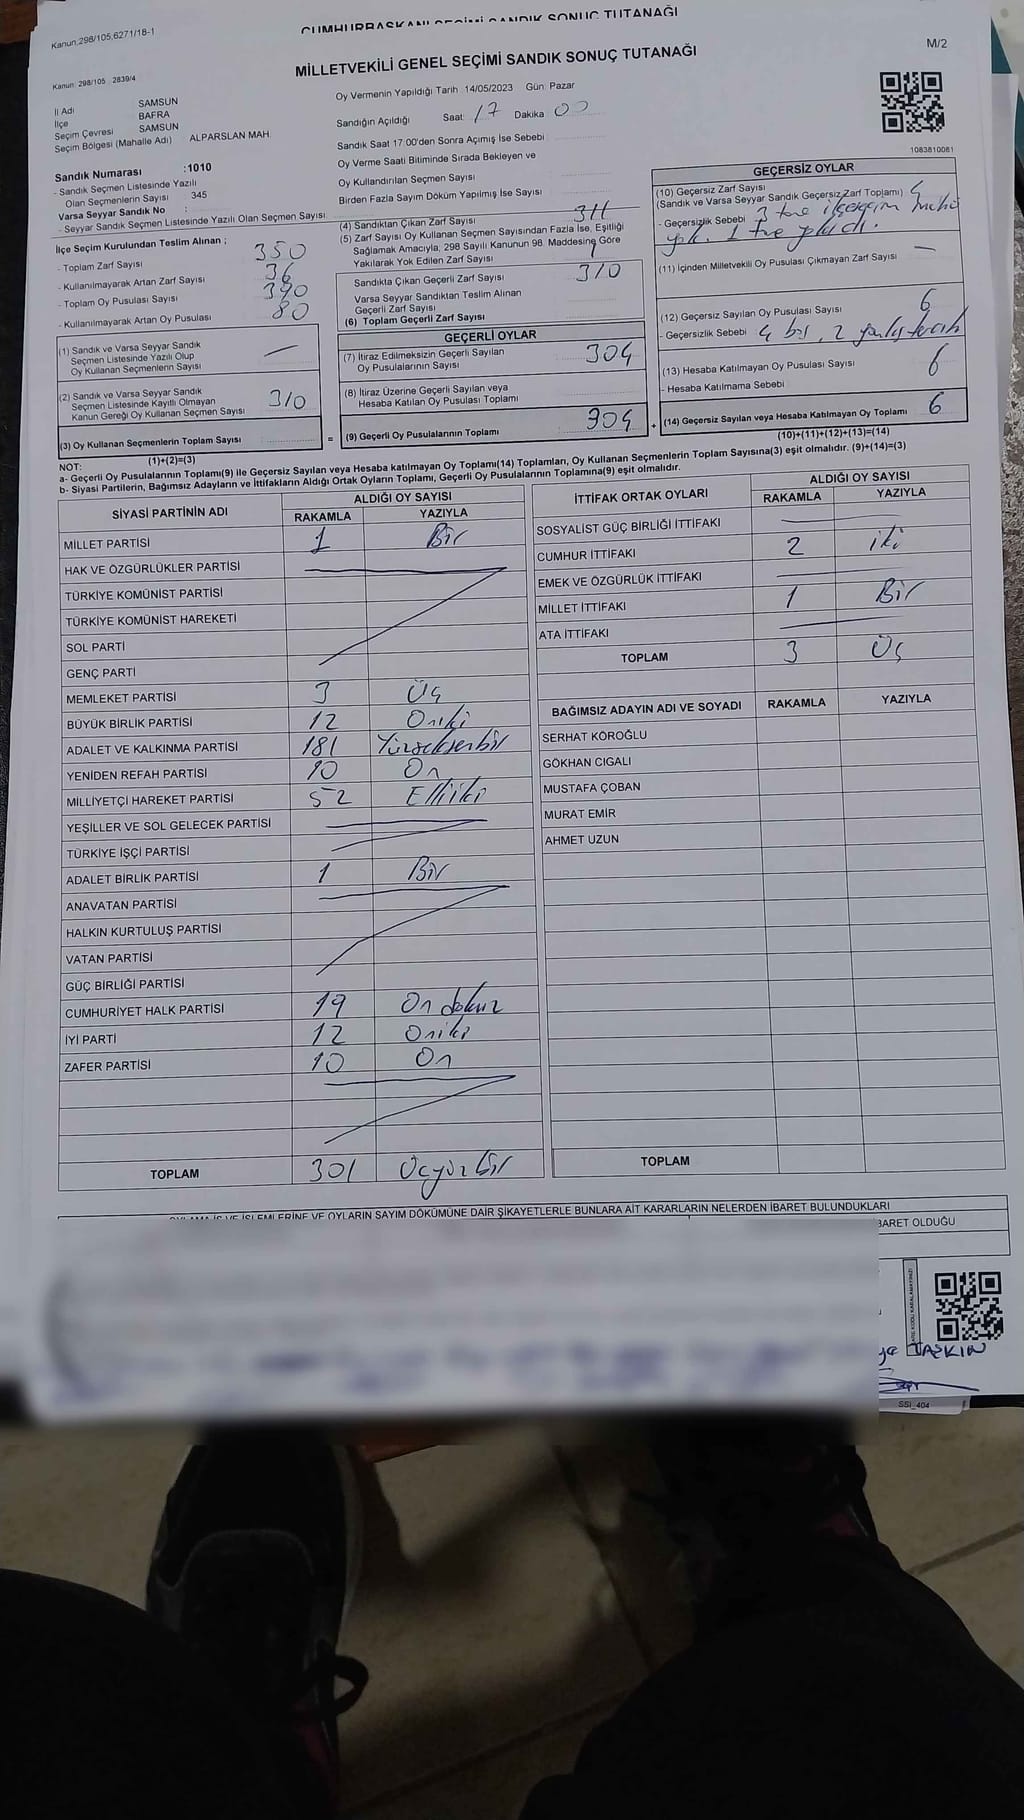 Kanun:298/105,6271/18-1
CUMHURBAŞKANI SEÇİMİ SANDIK SONUÇ TUTANAĞI
M/2
Kanun: 298/105 2839/4
MİLLETVEKİLİ GENEL SEÇİMİ SANDIK SONUÇ TUTANAĞI
İl Adı SAMSUN
İlçe BAFRA
Seçim Çevresi SAMSUN
Seçim Bölgesi (Mahalle Adı) ALPARSLAN MAH.
Sandık Numarası :1010
- Sandık Seçmen Listesinde Yazılı
Olan Seçmenlerin Sayısı 345
Varsa Seyyar Sandık No :
- Seyyar Sandık Seçmen Listesinde Yazılı Olan Seçmen Sayısı
İlçe Seçim Kurulundan Teslim Alınan ;
- Toplam Zarf Sayısı 350
- Kullanılmayarak Artan Zarf Sayısı 36
- Toplam Oy Pusulası Sayısı 390
- Kullanılmayarak Artan Oy Pusulası 80
(1) Sandık ve Varsa Seyyar Sandık
Seçmen Listesinde Yazılı Olup
Oy Kullanan Seçmenlerin Sayısı —
(2) Sandık ve Varsa Seyyar Sandık
Seçmen Listesinde Kayıtlı Olmayan
Kanun Gereği Oy Kullanan Seçmen Sayısı 310
(3) Oy Kullanan Seçmenlerin Toplam Sayısı
(1)+(2)=(3)
Oy Vermenin Yapıldığı Tarih 14/05/2023 Gün: Pazar
Sandığın Açıldığı Saat: 17 Dakika 00
Sandık Saat 17:00'den Sonra Açımış İse Sebebi
Oy Verme Saati Bitiminde Sırada Bekleyen ve
Oy Kullandırılan Seçmen Sayısı
Birden Fazla Sayım Döküm Yapılmış İse Sayısı
(4) Sandıktan Çıkan Zarf Sayısı 311
(5) Zarf Sayısı Oy Kullanan Seçmen Sayısından Fazla İse, Eşitliği
Sağlamak Amacıyla, 298 Sayılı Kanunun 98. Maddesine Göre
Yakılarak Yok Edilen Zarf Sayısı 1
Sandıkta Çıkan Geçerli Zarf Sayısı 310
Varsa Seyyar Sandıktan Teslim Alınan
Geçerli Zarf Sayısı
(6) Toplam Geçerli Zarf Sayısı
GEÇERLİ OYLAR
(7) İtiraz Edilmeksizin Geçerli Sayılan
Oy Pusulalarının Sayısı 304
(8) İtiraz Üzerine Geçerli Sayılan veya
Hesaba Katılan Oy Pusulası Toplamı
= (9) Geçerli Oy Pusulalarının Toplamı 304
1083810081
GEÇERSİZ OYLAR
(10) Geçersiz Zarf Sayısı
(Sandık ve Varsa Seyyar Sandık Geçersiz Zarf Toplamı) 4
- Geçersizlik Sebebi 3 tne ilçeseçim mühü
yok. 1 tne
(11) İçinden Milletvekili Oy Pusulası Çıkmayan Zarf Sayısı —
(12) Geçersiz Sayılan Oy Pusulası Sayısı 6
- Geçersizlik Sebebi 4 boş, 2
(13) Hesaba Katılmayan Oy Pusulası Sayısı 6
- Hesaba Katılmama Sebebi
+ (14) Geçersiz Sayılan veya Hesaba Katılmayan Oy Toplamı 6
(10)+(11)+(12)+(13)=(14)
NOT:
a- Geçerli Oy Pusulalarının Toplamı(9) ile Geçersiz Sayılan veya Hesaba katılmayan Oy Toplamı(14) Toplamları, Oy Kullanan Seçmenlerin Toplam Sayısına(3) eşit olmalıdır. (9)+(14)=(3)
b- Siyasi Partilerin, Bağımsız Adayların ve İttifakların Aldığı Ortak Oyların Toplamı, Geçerli Oy Pusulalarının Toplamına(9) eşit olmalıdır.
SİYASİ PARTİNİN ADI ALDIĞI OY SAYISI
RAKAMLA YAZIYLA
MİLLET PARTİSİ 1 Bir
HAK VE ÖZGÜRLÜKLER PARTİSİ
TÜRKİYE KOMÜNİST PARTİSİ
TÜRKİYE KOMÜNİST HAREKETİ
SOL PARTİ
GENÇ PARTİ
MEMLEKET PARTİSİ 3 Üç
BÜYÜK BİRLİK PARTİSİ 12 Oniki
ADALET VE KALKINMA PARTİSİ 181 Yüzseksenbir
YENİDEN REFAH PARTİSİ 10 On
MİLLİYETÇİ HAREKET PARTİSİ 52 Elliiki
YEŞİLLER VE SOL GELECEK PARTİSİ
TÜRKİYE İŞÇİ PARTİSİ
ADALET BİRLİK PARTİSİ 1 Bir
ANAVATAN PARTİSİ
HALKIN KURTULUŞ PARTİSİ
VATAN PARTİSİ
GÜÇ BİRLİĞİ PARTİSİ
CUMHURİYET HALK PARTİSİ 19 On dokuz
İYİ PARTİ 12 Oniki
ZAFER PARTİSİ 10 On
TOPLAM 301 Üçyüz bir
İTTİFAK ORTAK OYLARI ALDIĞI OY SAYISI
RAKAMLA YAZIYLA
SOSYALİST GÜÇ BİRLİĞİ İTTİFAKI
CUMHUR İTTİFAKI 2 iki
EMEK VE ÖZGÜRLÜK İTTİFAKI
MİLLET İTTİFAKI 1 Bir
ATA İTTİFAKI
TOPLAM 3 Üç
BAĞIMSIZ ADAYIN ADI VE SOYADI RAKAMLA YAZIYLA
SERHAT KÖROĞLU
GÖKHAN CIGALI
MUSTAFA ÇOBAN
MURAT EMİR
AHMET UZUN
TOPLAM
OYLAMA İŞ VE İŞLEMLERİNE VE OYLARIN SAYIM DÖKÜMÜNE DAİR ŞİKAYETLERLE BUNLARA AİT KARARLARIN NELERDEN İBARET BULUNDUKLARI
BARET OLDUĞU
TAŞKIN
SSİ_404